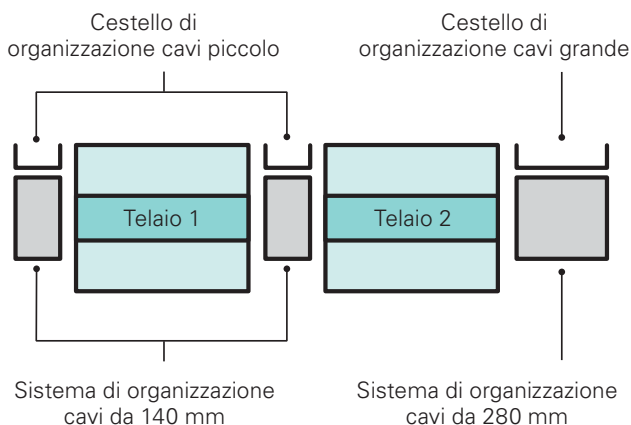 Cestello di
organizzazione cavi piccolo
Cestello di
organizzazione cavi grande
Telaio 1
Telaio 2
Sistema di organizzazione
cavi da 140 mm
Sistema di organizzazione
cavi da 280 mm